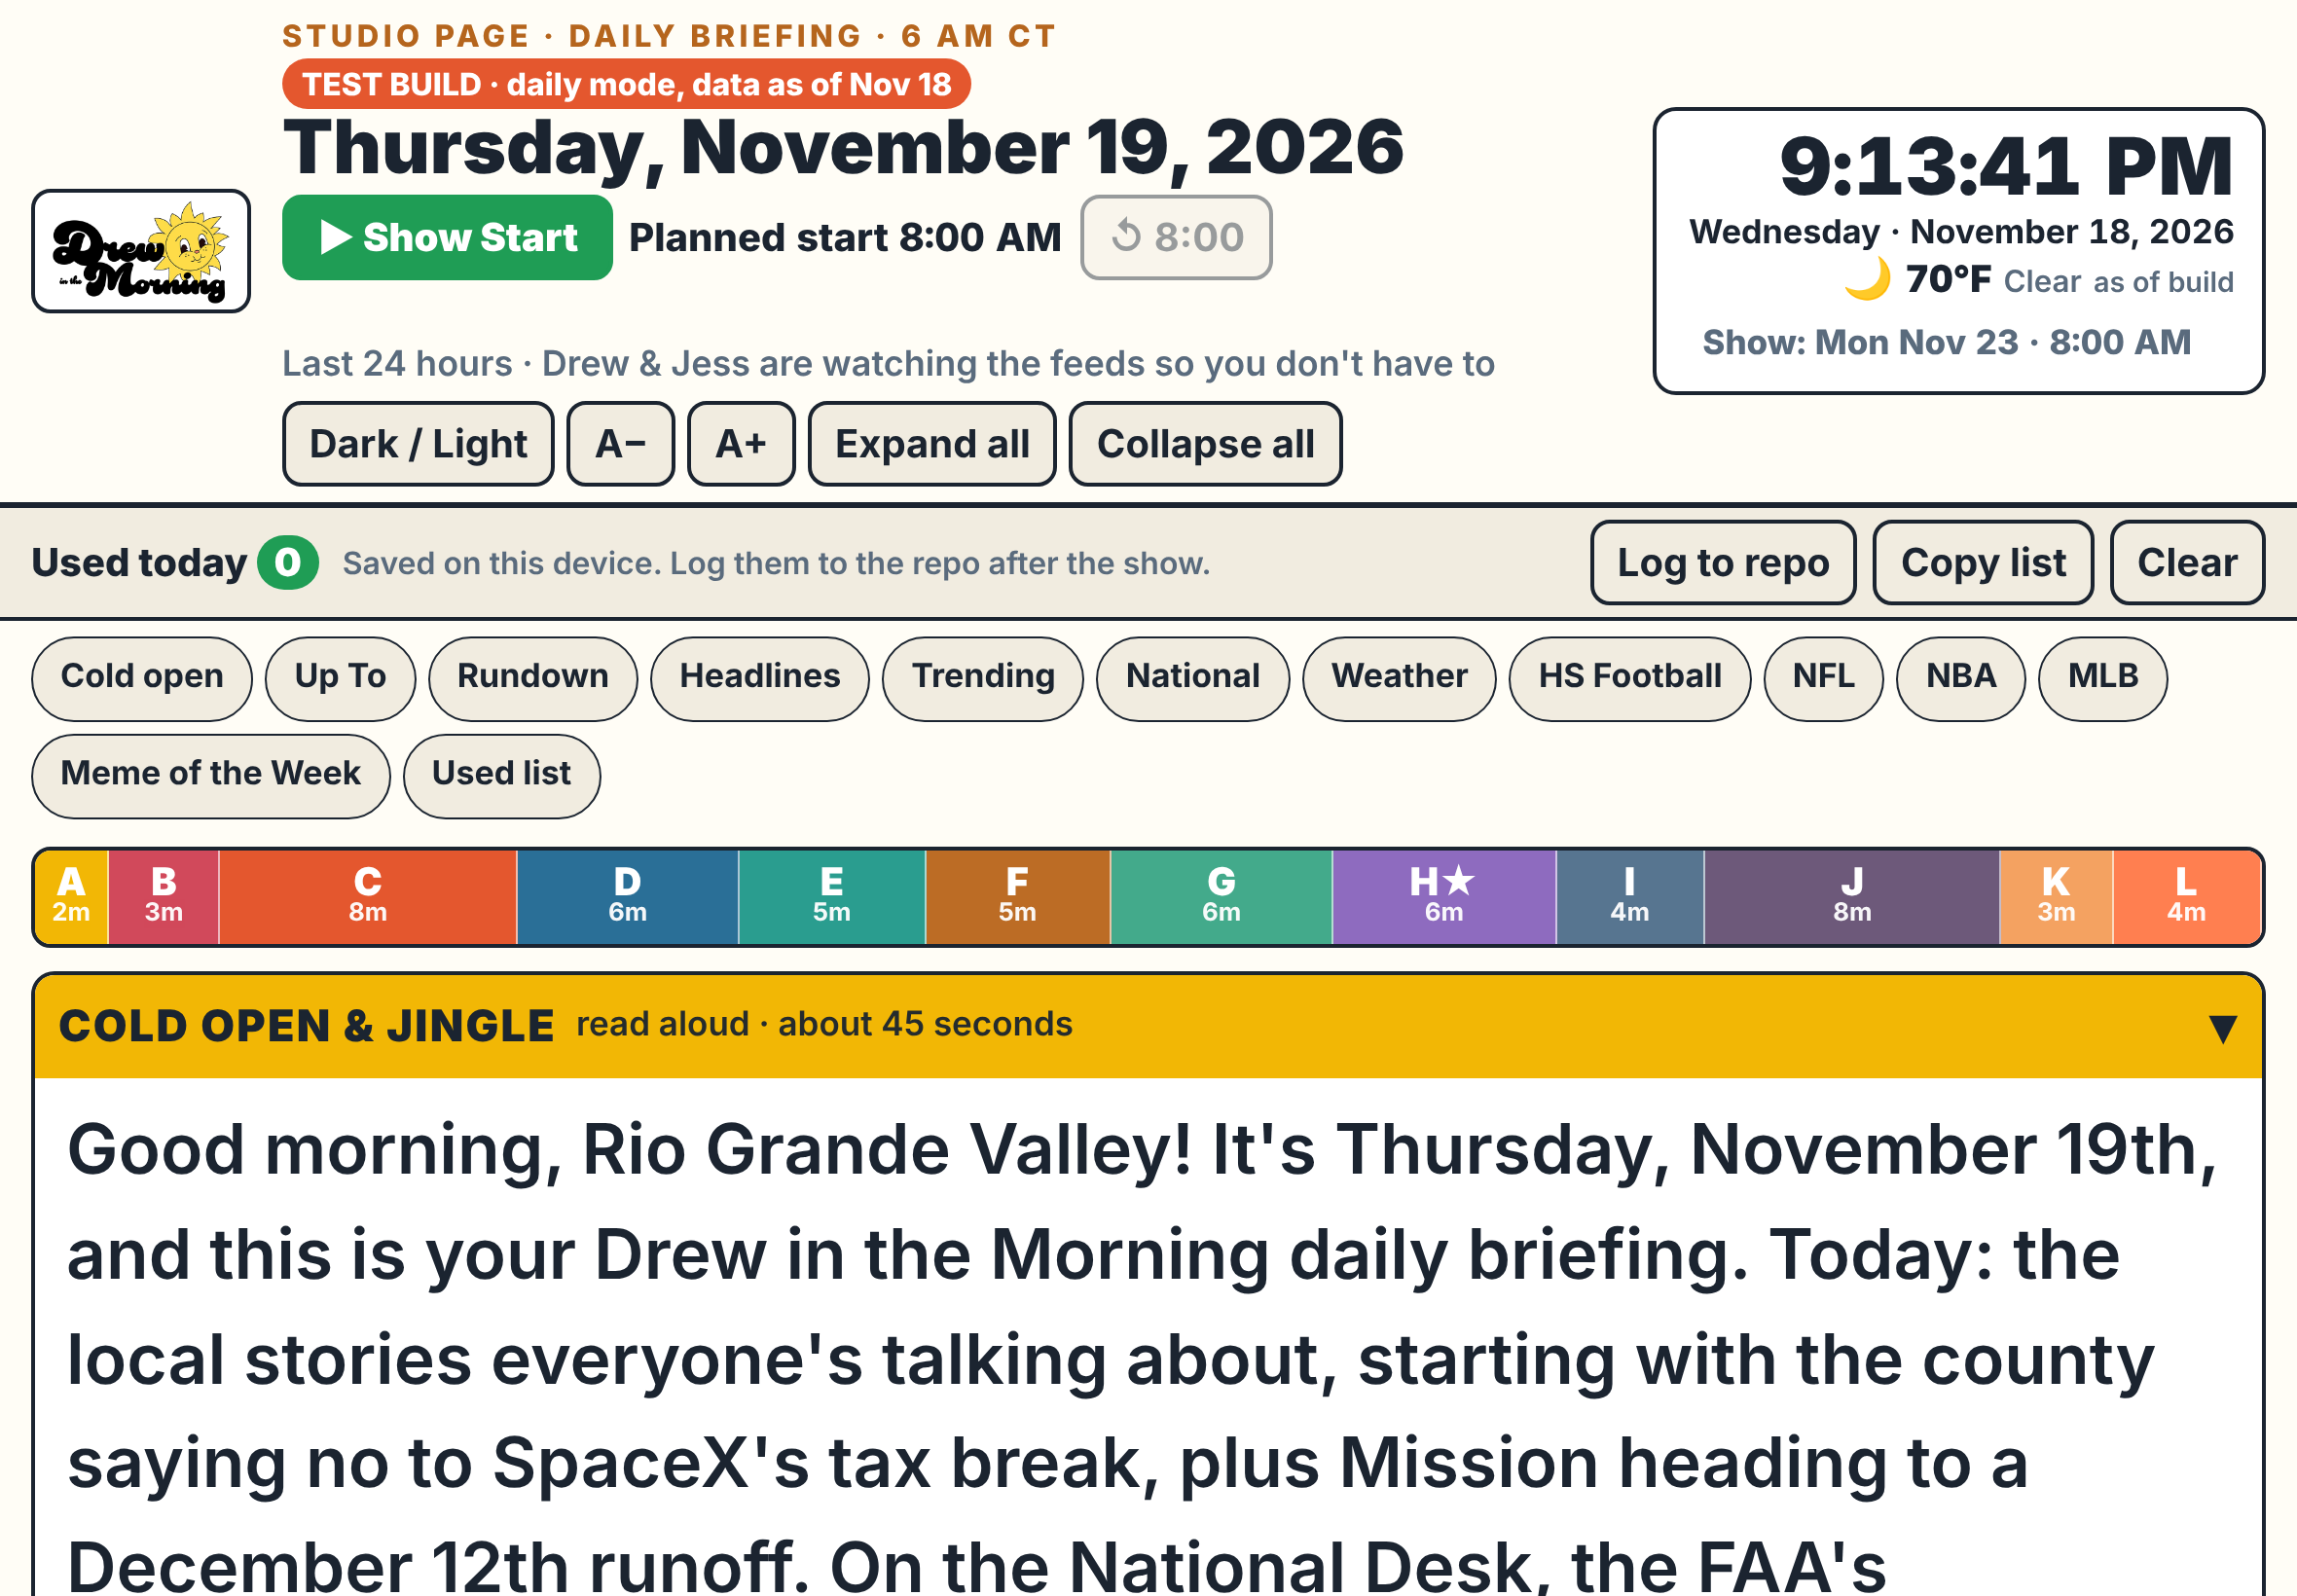 STUDIO PAGE · DAILY BRIEFING · 6 AM CT
TEST BUILD · daily mode, data as of Nov 18
Thursday, November 19, 2026
Drew
in the Morning
▶ Show Start
Planned start 8:00 AM
↺ 8:00
Last 24 hours · Drew & Jess are watching the feeds so you don't have to
Dark / Light
A−
A+
Expand all
Collapse all
9:13:41 PM
Wednesday · November 18, 2026
70°F Clear as of build
Show: Mon Nov 23 · 8:00 AM
Used today 0 Saved on this device. Log them to the repo after the show.
Log to repo
Copy list
Clear
Cold open
Up To
Rundown
Headlines
Trending
National
Weather
HS Football
NFL
NBA
MLB
Meme of the Week
Used list
A
2m
B
3m
C
8m
D
6m
E
5m
F
5m
G
6m
H★
6m
I
4m
J
8m
K
3m
L
4m
COLD OPEN & JINGLE read aloud · about 45 seconds ▼
Good morning, Rio Grande Valley! It's Thursday, November 19th,
and this is your Drew in the Morning daily briefing. Today: the
local stories everyone's talking about, starting with the county
saying no to SpaceX's tax break, plus Mission heading to a
December 12th runoff. On the National Desk, the FAA's